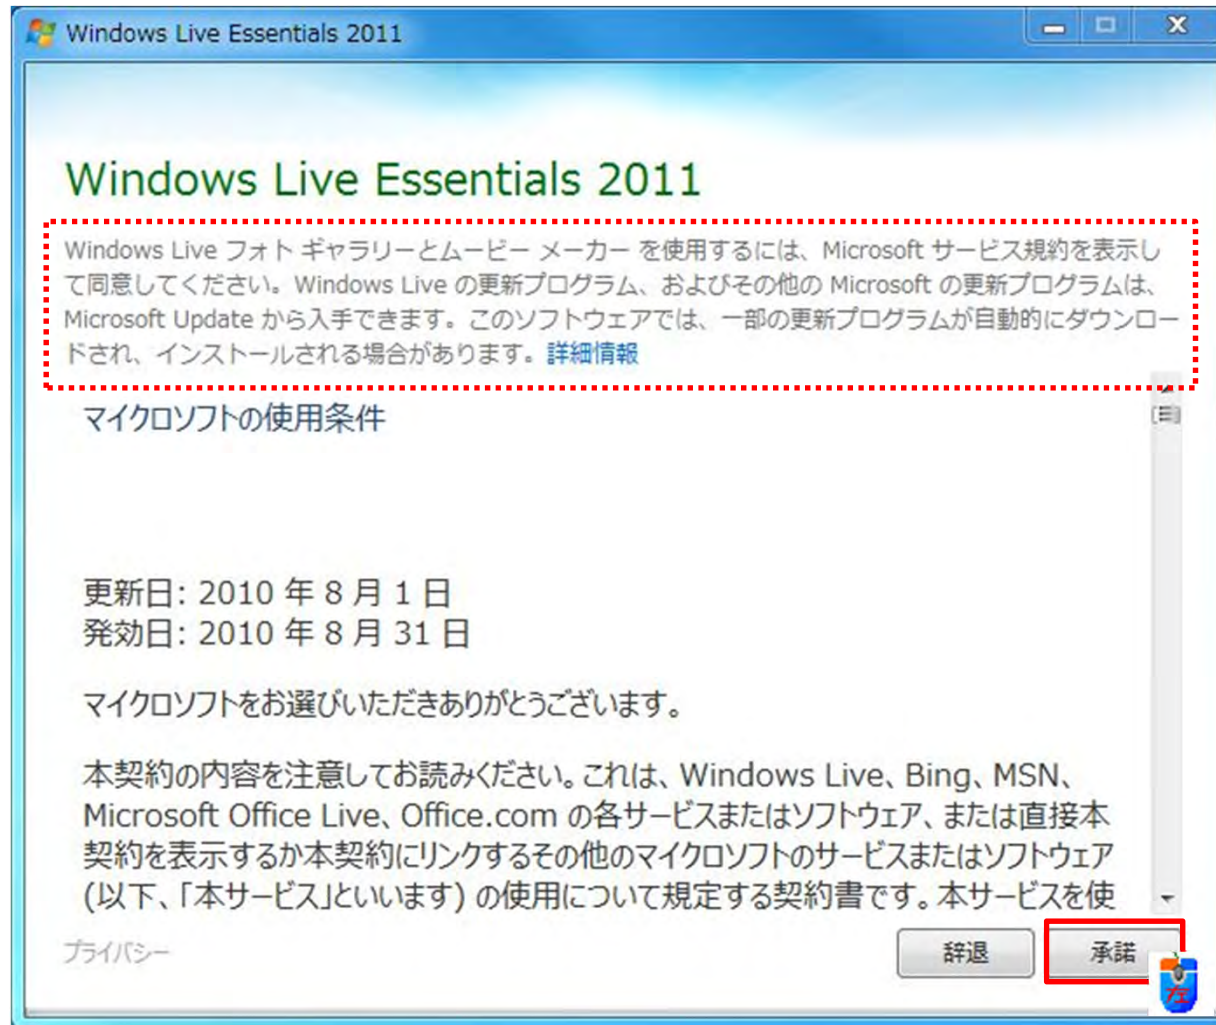 Windows Live Essentials 2011
Windows Live Essentials 2011
Windows Live フォト ギャラリーとムービー メーカー を使用するには、Microsoft サービス規約を表示し
て同意してください。Windows Live の更新プログラム、およびその他の Microsoft の更新プログラムは、
Microsoft Update から入手できます。このソフトウェアでは、一部の更新プログラムが自動的にダウンロー
ドされ、インストールされる場合があります。詳細情報
マイクロソフトの使用条件
更新日: 2010 年 8 月 1 日
発効日: 2010 年 8 月 31 日
マイクロソフトをお選びいただきありがとうございます。
本契約の内容を注意してお読みください。これは、Windows Live、Bing、MSN、
Microsoft Office Live、Office.com の各サービスまたはソフトウェア、または直接本
契約を表示するか本契約にリンクするその他のマイクロソフトのサービスまたはソフトウェア
(以下、「本サービス」といいます) の使用について規定する契約書です。本サービスを使
プライバシー
辞退
承諾
左